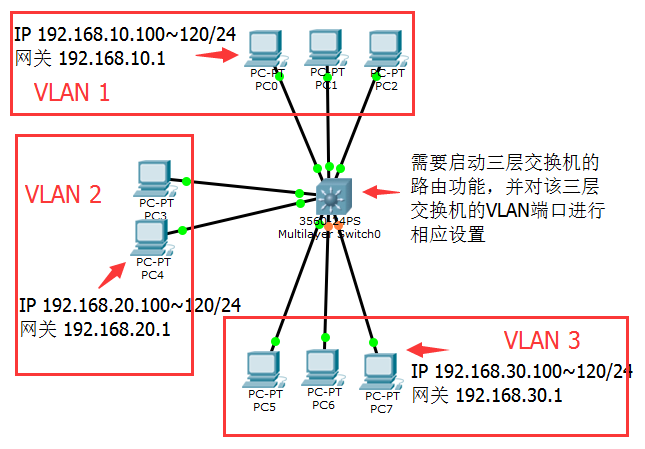 IP 192.168.10.100~120/24
网关 192.168.10.1
VLAN 1
PC-PT
PC0
PC-PT
PC1
PC-PT
PC2
VLAN 2
PC-PT
PC3
PC-PT
PC4
IP 192.168.20.100~120/24
网关 192.168.20.1
3560-24PS
Multilayer Switch0
需要启动三层交换机的
路由功能，并对该三层
交换机的VLAN端口进行
相应设置
VLAN 3
PC-PT
PC5
PC-PT
PC6
PC-PT
PC7
IP 192.168.30.100~120/24
网关 192.168.30.1